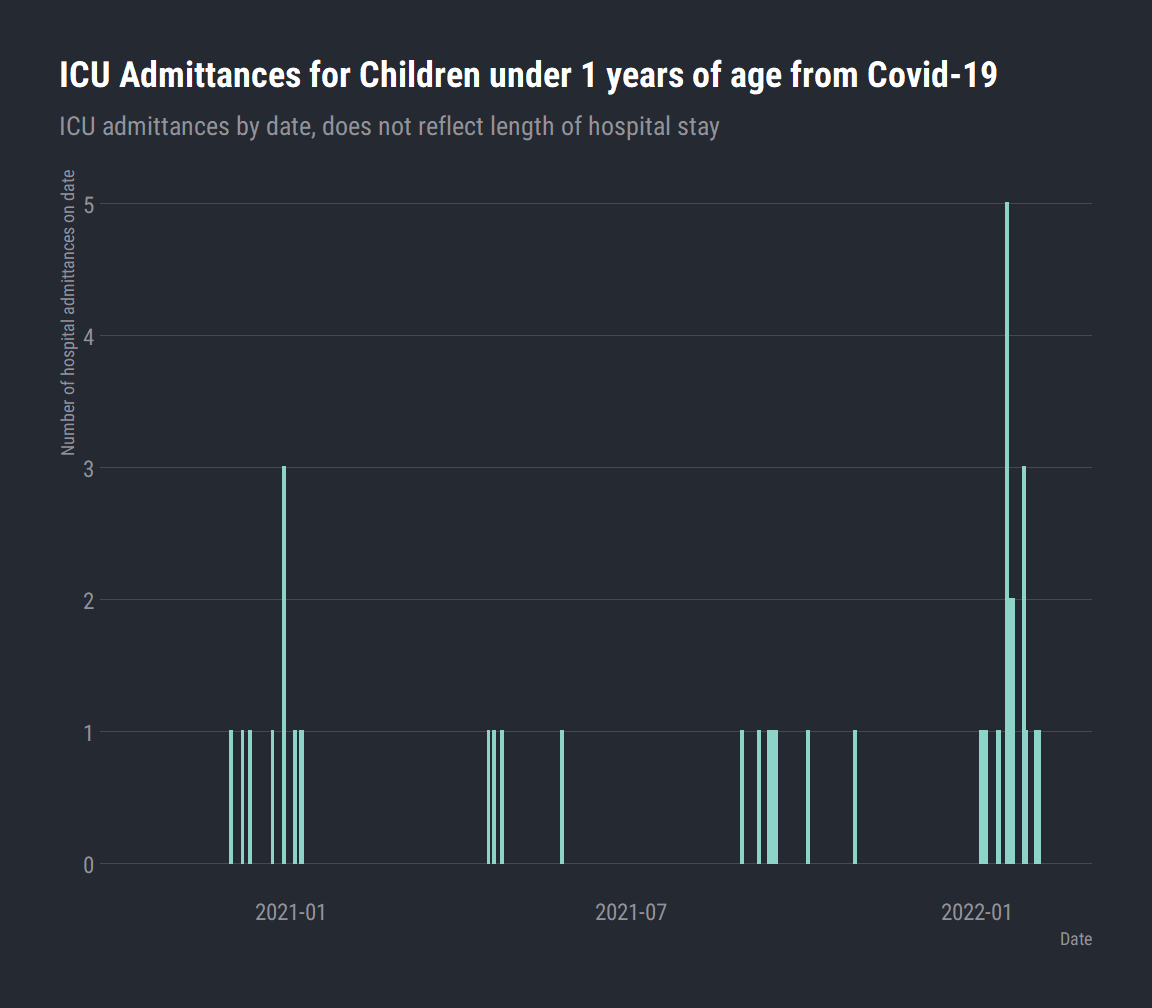 ICU Admittances for Children under 1 years of age from Covid-19
ICU admittances by date, does not reflect length of hospital stay
Number of hospital admittances on date
5
4
3
2
1
0
2021-01
2021-07
2022-01
Date